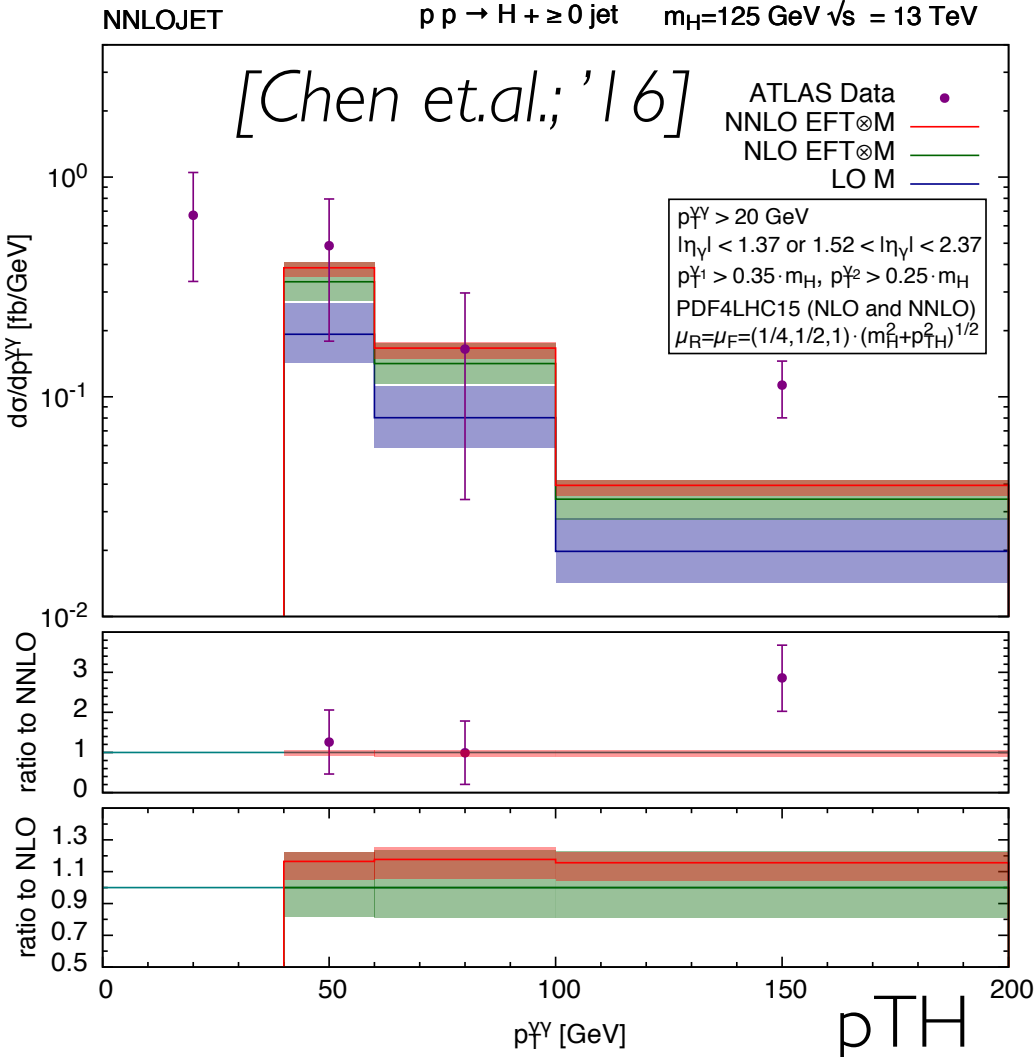 NNLOJET p p → H + ≥ 0 jet m_H=125 GeV √s = 13 TeV
[Chen et.al.; '16]
ATLAS Data
NNLO EFT⊗M
NLO EFT⊗M
LO M
p_T^γγ > 20 GeV
|η_γ| < 1.37 or 1.52 < |η_γ| < 2.37
p_T^γ1 > 0.35·m_H, p_T^γ2 > 0.25·m_H
PDF4LHC15 (NLO and NNLO)
μ_R=μ_F=(1/4,1/2,1)·(m_H^2+p_TH^2)^1/2
dσ/dp_T^γγ [fb/GeV]
10^0
10^-1
10^-2
ratio to NNLO
3
2
1
0
ratio to NLO
1.3
1.1
0.9
0.7
0.5
0 50 100 150 200
p_T^γγ [GeV]
pTH